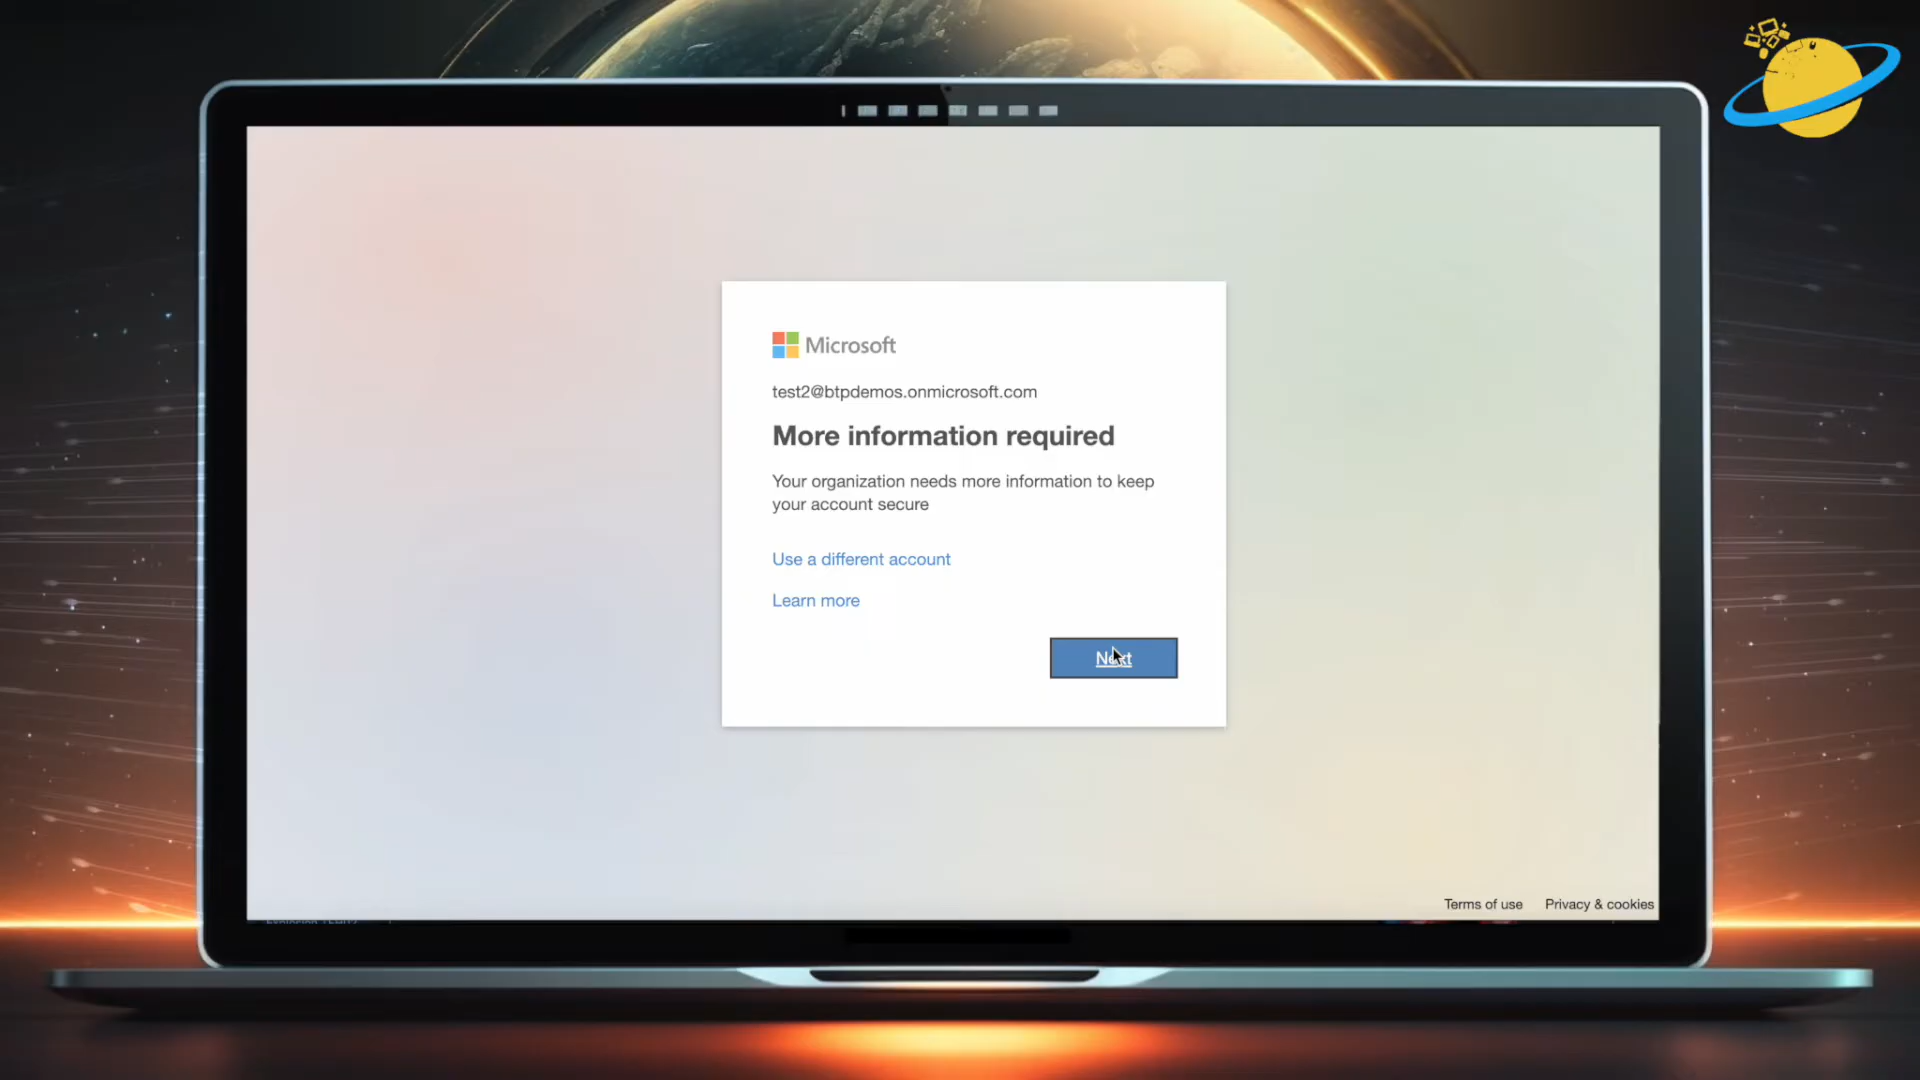 Microsoft
test2@btpdemos.onmicrosoft.com
More information required
Your organization needs more information to keep
your account secure
Use a different account
Learn more
Next
Terms of use Privacy & cookies